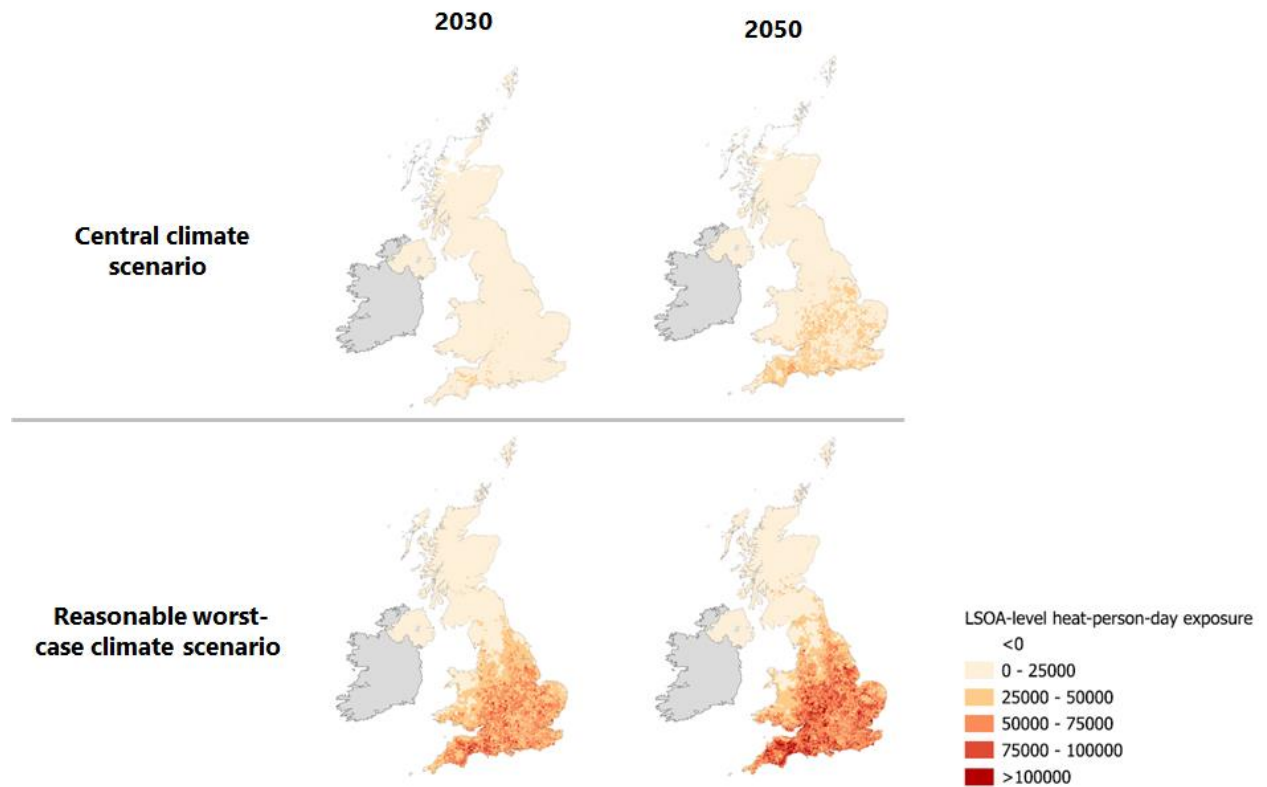 2030
2050
Central climate
scenario
Reasonable worst-
case climate scenario
LSOA-level heat-person-day exposure
<0
0 - 25000
25000 - 50000
50000 - 75000
75000 - 100000
>100000